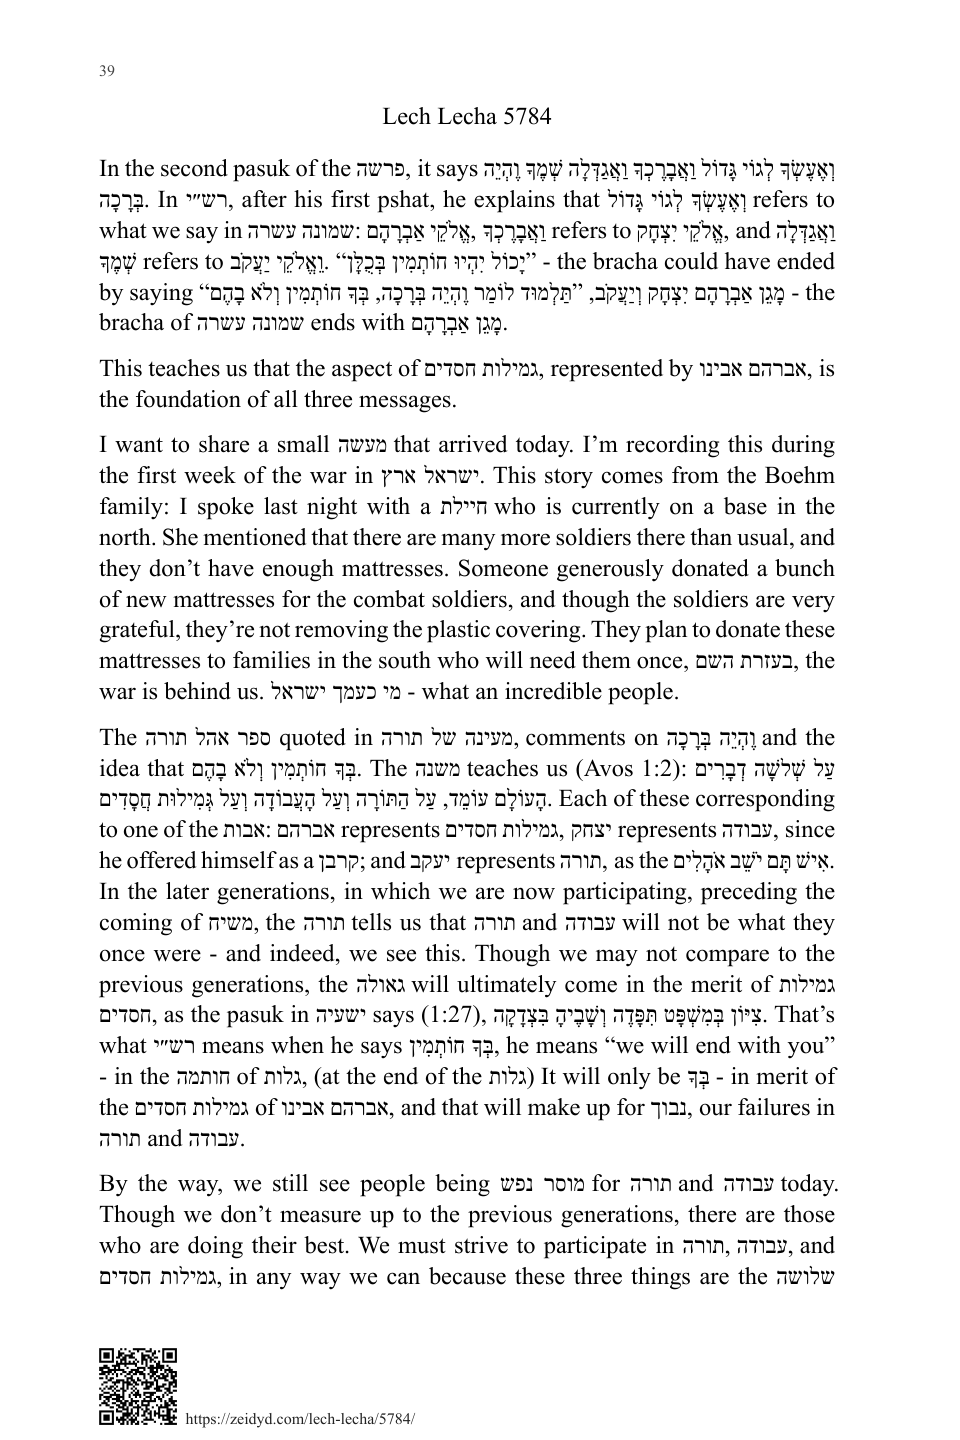 39
Lech Lecha 5784
In the second pasuk of the פרשה, it says וְאֶעֶשְׂךָ לְגוֹי גָּדוֹל וַאֲבָרֶכְךָ וַאֲגַדְּלָה שְׁמֶךָ וֶהְיֵה
בְּרָכָה. In רש״י, after his first pshat, he explains that וְאֶעֶשְׂךָ לְגוֹי גָּדוֹל refers to
what we say in שמונה עשרה: אֱלֹקֵי אַבְרָהָם, וַאֲבָרֶכְךָ refers to אֱלֹקֵי יִצְחָק, and וַאֲגַדְּלָה
שְׁמֶךָ refers to וֵאֱלֹקֵי יַעֲקֹב. “יָכוֹל יִהְיוּ חוֹתְמִין בְּכֻלָּן” - the bracha could have ended
by saying “מָגֵן אַבְרָהָם יִצְחָק וְיַעֲקֹב, ”תַּלְמוּד לוֹמַר וֶהְיֵה בְּרָכָה, בְּךָ חוֹתְמִין וְלֹא בָהֶם - the
bracha of שמונה עשרה ends with מָגֵן אַבְרָהָם.
This teaches us that the aspect of גמילות חסדים, represented by אברהם אבינו, is
the foundation of all three messages.
I want to share a small מעשה that arrived today. I’m recording this during
the first week of the war in ישראל ארץ. This story comes from the Boehm
family: I spoke last night with a חיילת who is currently on a base in the
north. She mentioned that there are many more soldiers there than usual, and
they don’t have enough mattresses. Someone generously donated a bunch
of new mattresses for the combat soldiers, and though the soldiers are very
grateful, they’re not removing the plastic covering. They plan to donate these
mattresses to families in the south who will need them once, בעזרת השם, the
war is behind us. מי כעמך ישראל - what an incredible people.
The ספר אהל תורה quoted in מעינה של תורה, comments on וֶהְיֵה בְּרָכָה and the
idea that בְּךָ חוֹתְמִין וְלֹא בָהֶם. The משנה teaches us (Avos 1:2): עַל שְׁלֹשָׁה דְבָרִים
הָעוֹלָם עוֹמֵד, עַל הַתּוֹרָה וְעַל הָעֲבוֹדָה וְעַל גְּמִילוּת חֲסָדִים. Each of these corresponding
to one of the אבות: אברהם represents גמילות חסדים, יצחק represents עבודה, since
he offered himself as a קרבן; and יעקב represents תורה, as the אִישׁ תָּם יֹשֵׁב אֹהָלִים.
In the later generations, in which we are now participating, preceding the
coming of משיח, the תורה tells us that תורה and עבודה will not be what they
once were - and indeed, we see this. Though we may not compare to the
previous generations, the גאולה will ultimately come in the merit of גמילות
חסדים, as the pasuk in ישעיה says (1:27), צִיּוֹן בְּמִשְׁפָּט תִּפָּדֶה וְשָׁבֶיהָ בִּצְדָקָה. That’s
what רש״י means when he says בְּךָ חוֹתְמִין, he means “we will end with you”
- in the חותמה of גלות, (at the end of the גלות) It will only be בְּךָ - in merit of
the גמילות חסדים of אברהם אבינו, and that will make up for נבוך, our failures in
תורה and עבודה.
By the way, we still see people being מוסר נפש for תורה and עבודה today.
Though we don’t measure up to the previous generations, there are those
who are doing their best. We must strive to participate in תורה, עבודה, and
גמילות חסדים, in any way we can because these three things are the שלושה
https://zeidyd.com/lech-lecha/5784/